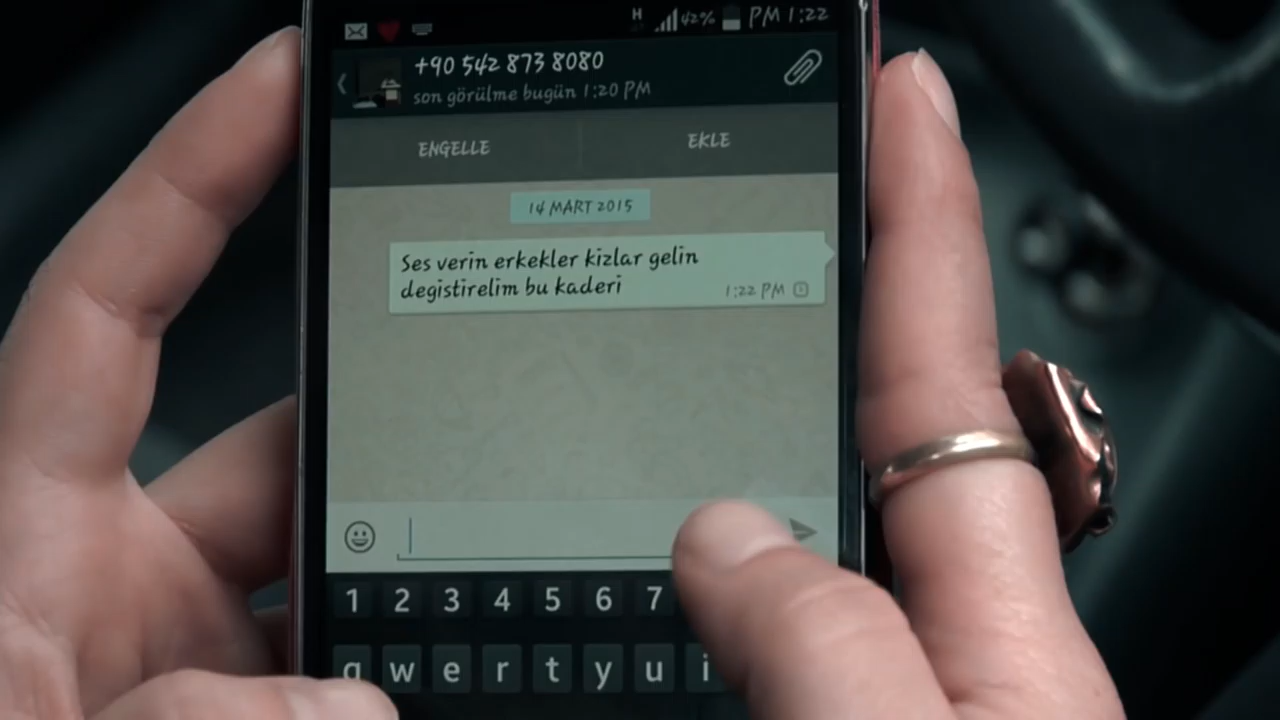 H 42% PM 1:22
+90 542 873 8080
son görülme bugün 1:20 PM
ENGELLE EKLE
14 MART 2015
Ses verin erkekler kizlar gelin
degistirelim bu kaderi
1:22 PM
1 2 3 4 5 6 7
q w e r t y u i